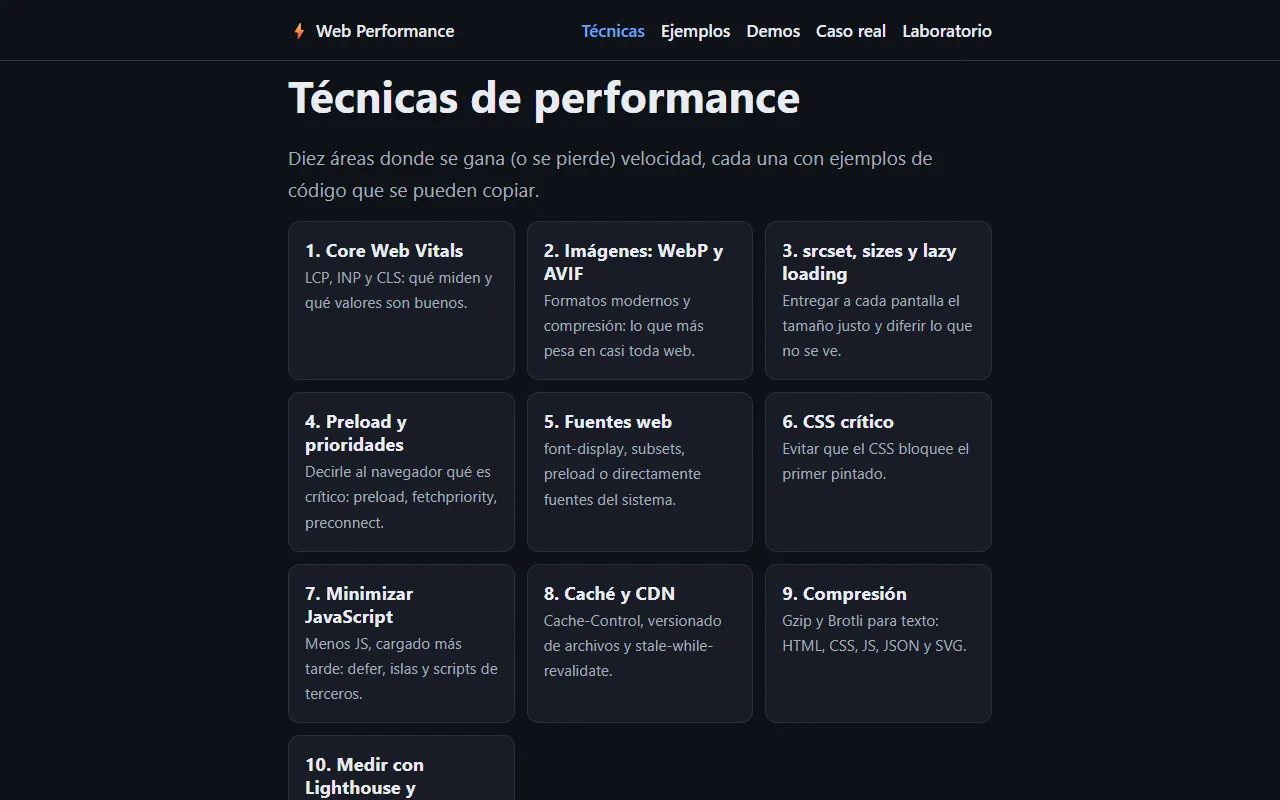 Web Performance
Técnicas Ejemplos Demos Caso real Laboratorio
Técnicas de performance
Diez áreas donde se gana (o se pierde) velocidad, cada una con ejemplos de
código que se pueden copiar.
1. Core Web Vitals
LCP, INP y CLS: qué miden y
qué valores son buenos.
2. Imágenes: WebP y
AVIF
Formatos modernos y
compresión: lo que más
pesa en casi toda web.
3. srcset, sizes y lazy
loading
Entregar a cada pantalla el
tamaño justo y diferir lo que
no se ve.
4. Preload y
prioridades
Decirle al navegador qué es
crítico: preload, fetchpriority,
preconnect.
5. Fuentes web
font-display, subsets,
preload o directamente
fuentes del sistema.
6. CSS crítico
Evitar que el CSS bloquee el
primer pintado.
7. Minimizar
JavaScript
Menos JS, cargado más
tarde: defer, islas y scripts de
terceros.
8. Caché y CDN
Cache-Control, versionado
de archivos y stale-while-
revalidate.
9. Compresión
Gzip y Brotli para texto:
HTML, CSS, JS, JSON y SVG.
10. Medir con
Lighthouse y